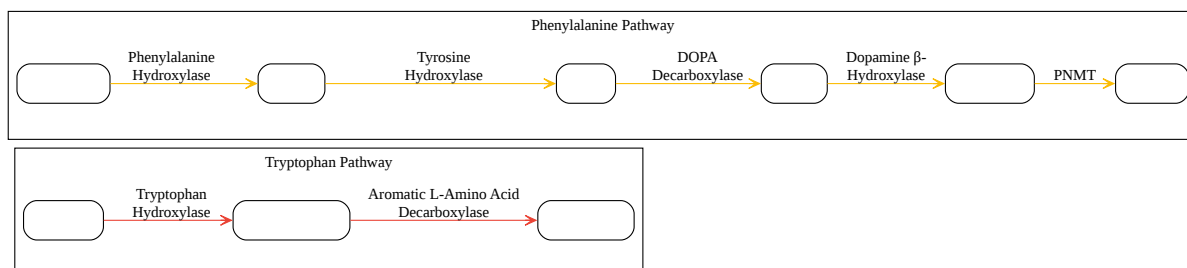 Phenylalanine Pathway
Phenylalanine
Hydroxylase
Tyrosine
Hydroxylase
DOPA
Decarboxylase
Dopamine β-
Hydroxylase
PNMT
Tryptophan Pathway
Tryptophan
Hydroxylase
Aromatic L-Amino Acid
Decarboxylase